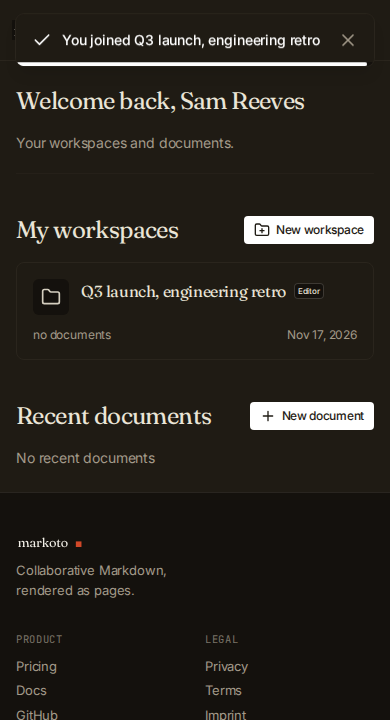 You joined Q3 launch, engineering retro
Welcome back, Sam Reeves
Your workspaces and documents.
My workspaces
New workspace
Q3 launch, engineering retro
Editor
no documents
Nov 17, 2026
Recent documents
New document
No recent documents
markoto
Collaborative Markdown,
rendered as pages.
PRODUCT
LEGAL
Pricing
Privacy
Docs
Terms
GitHub
Imprint